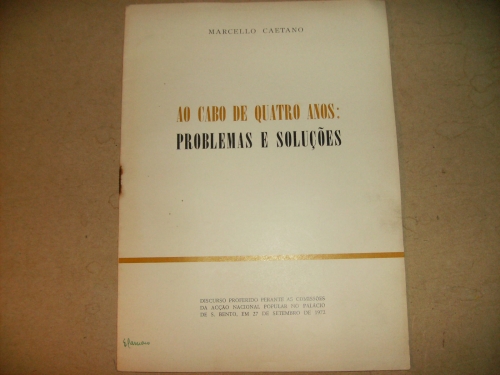 MARCELLO CAETANO
AO CABO DE QUATRO ANOS:
PROBLEMAS E SOLUÇÕES
DISCURSO PROFERIDO PERANTE AS COMISSÕES
DA ACÇÃO NACIONAL POPULAR NO PALÁCIO
DE S. BENTO, EM 27 DE SETEMBRO DE 1972